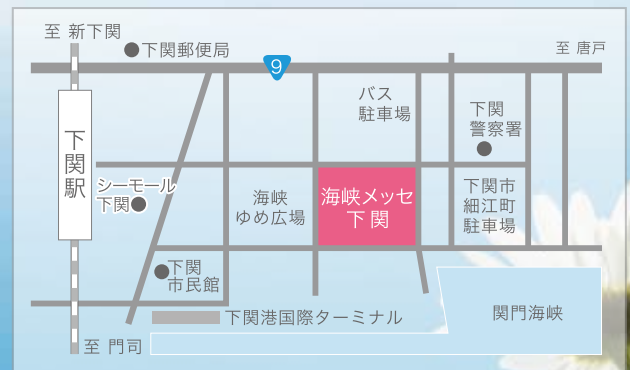 至 新下関
下関郵便局
9
至 唐戸
バス
駐車場
下関
警察署
下関駅
シーモール
下関
海峡
ゆめ広場
海峡メッセ
下関
下関市
細江町
駐車場
下関
市民館
下関港国際ターミナル
関門海峡
至 門司